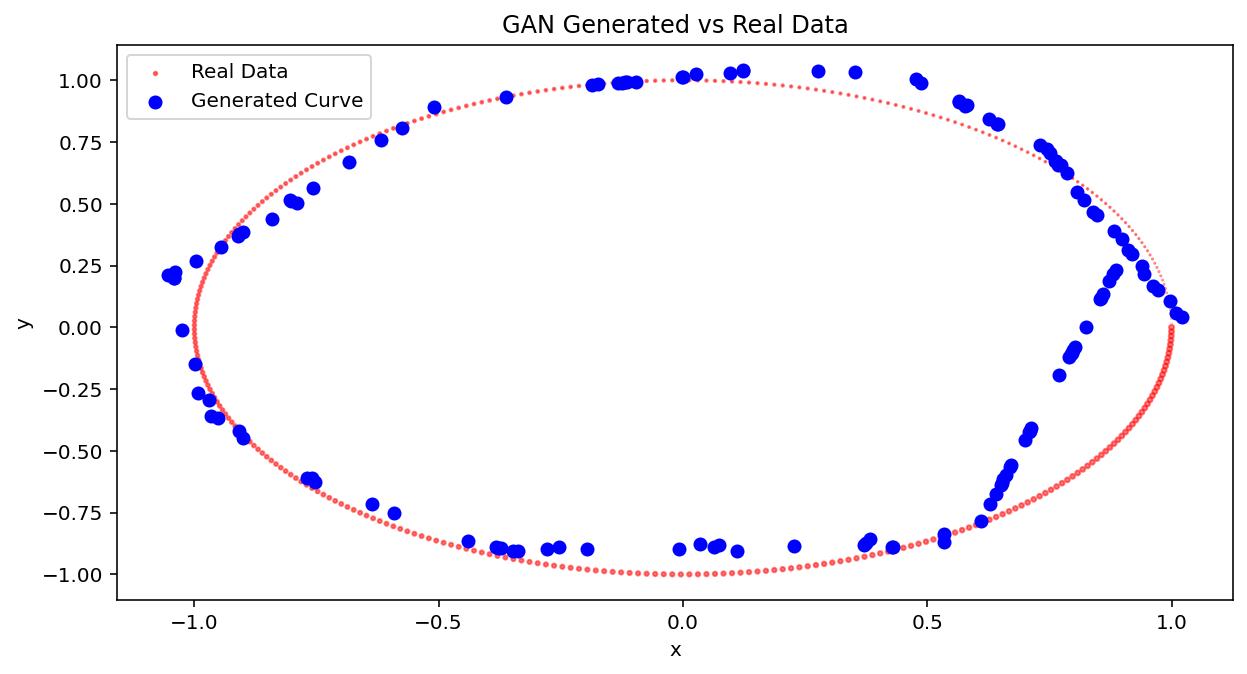 GAN Generated vs Real Data
Real Data
Generated Curve
1.00
0.75
0.50
0.25
0.00
−0.25
−0.50
−0.75
−1.00
y
−1.0 −0.5 0.0 0.5 1.0
x